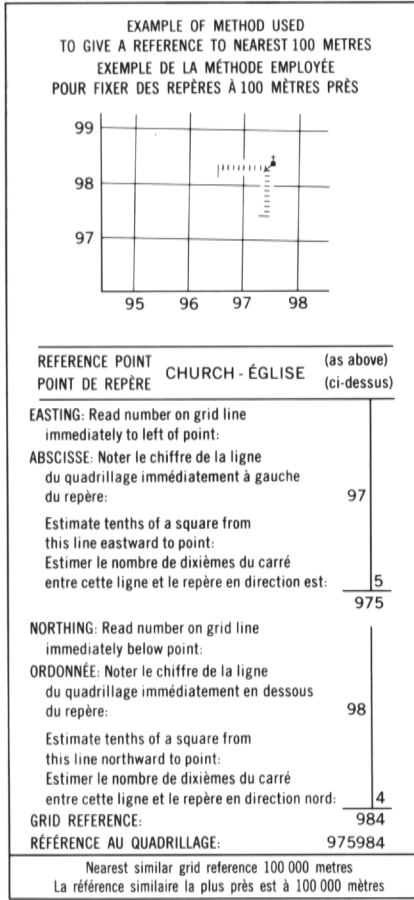 EXAMPLE OF METHOD USED
TO GIVE A REFERENCE TO NEAREST 100 METRES
EXEMPLE DE LA MÉTHODE EMPLOYÉE
POUR FIXER DES REPÈRES À 100 MÈTRES PRÈS
99
98
97
95 96 97 98
REFERENCE POINT
POINT DE REPÈRE
CHURCH - ÉGLISE
(as above)
(ci-dessus)
EASTING: Read number on grid line
immediately to left of point:
ABSCISSE: Noter le chiffre de la ligne
du quadrillage immédiatement à gauche
du repère: 97
Estimate tenths of a square from
this line eastward to point:
Estimer le nombre de dixièmes du carré
entre cette ligne et le repère en direction est: 5
975
NORTHING: Read number on grid line
immediately below point:
ORDONNÉE: Noter le chiffre de la ligne
du quadrillage immédiatement en dessous
du repère: 98
Estimate tenths of a square from
this line northward to point:
Estimer le nombre de dixièmes du carré
entre cette ligne et le repère en direction nord: 4
GRID REFERENCE: 984
RÉFÉRENCE AU QUADRILLAGE: 975984
Nearest similar grid reference 100 000 metres
La référence similaire la plus près est à 100 000 mètres